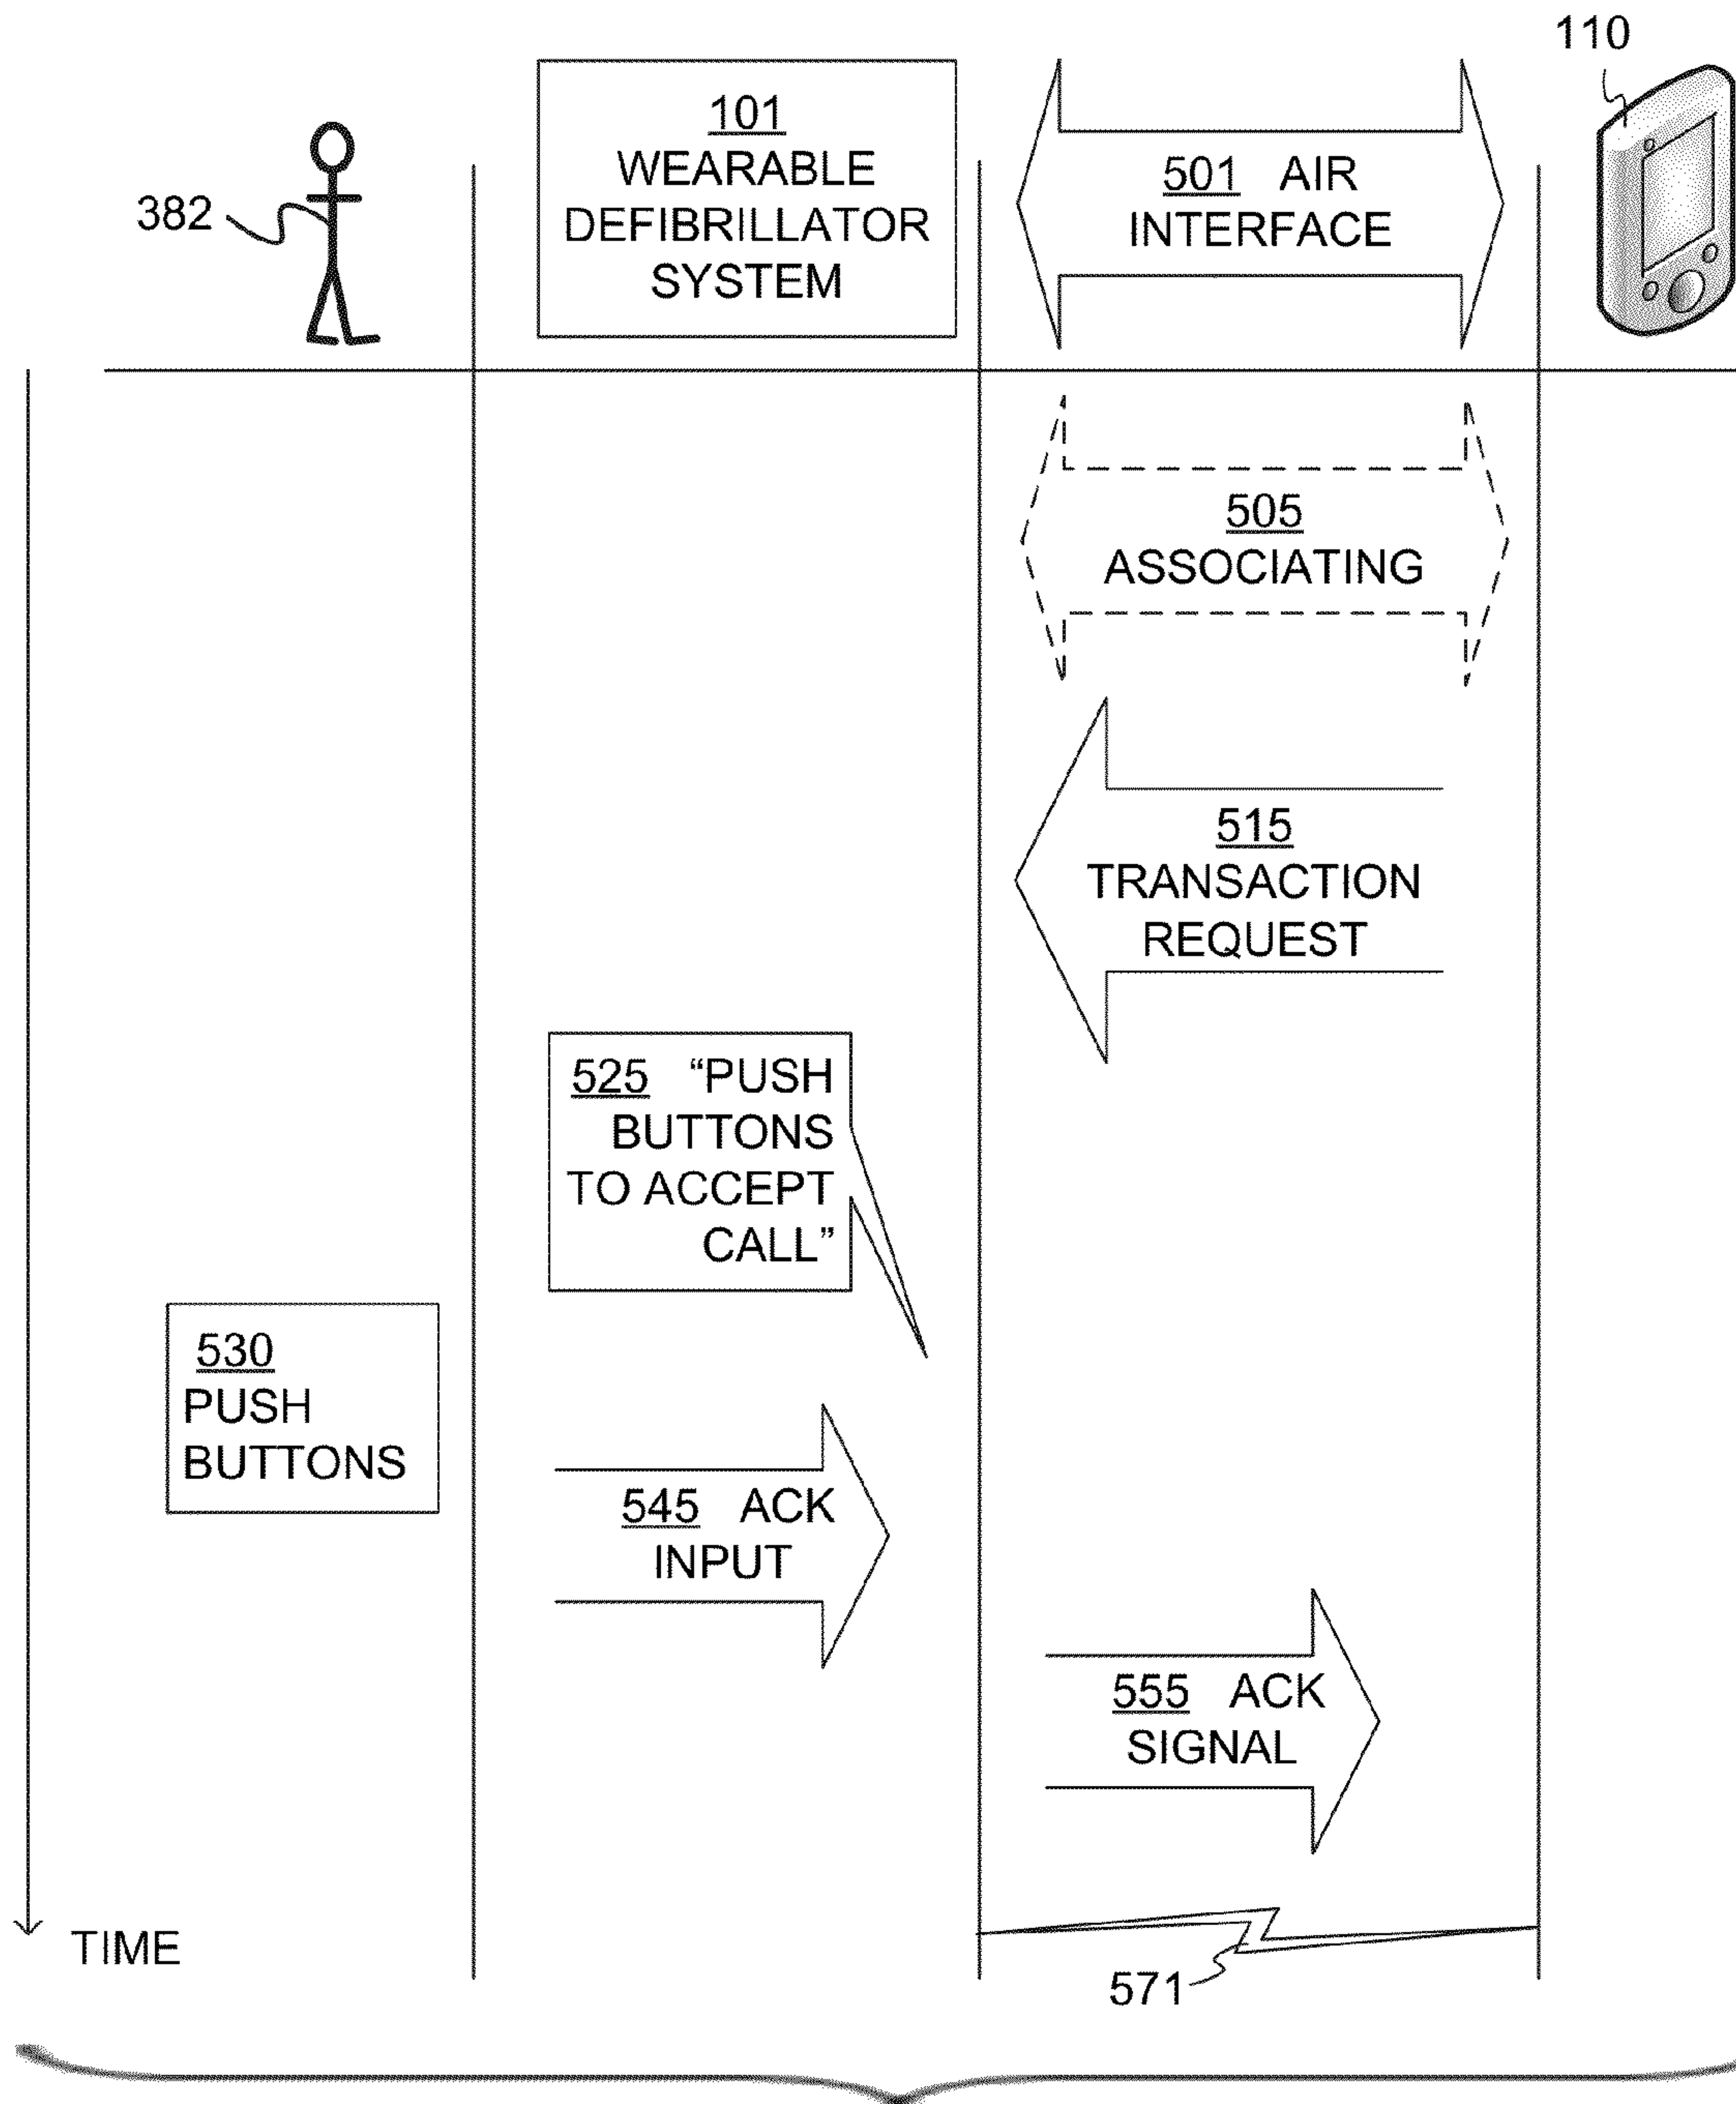 110
101
WEARABLE
DEFIBRILLATOR
SYSTEM
501 AIR
INTERFACE
382
505
ASSOCIATING
515
TRANSACTION
REQUEST
525 “PUSH
BUTTONS
TO ACCEPT
CALL”
530
PUSH
BUTTONS
545 ACK
INPUT
555 ACK
SIGNAL
TIME
571